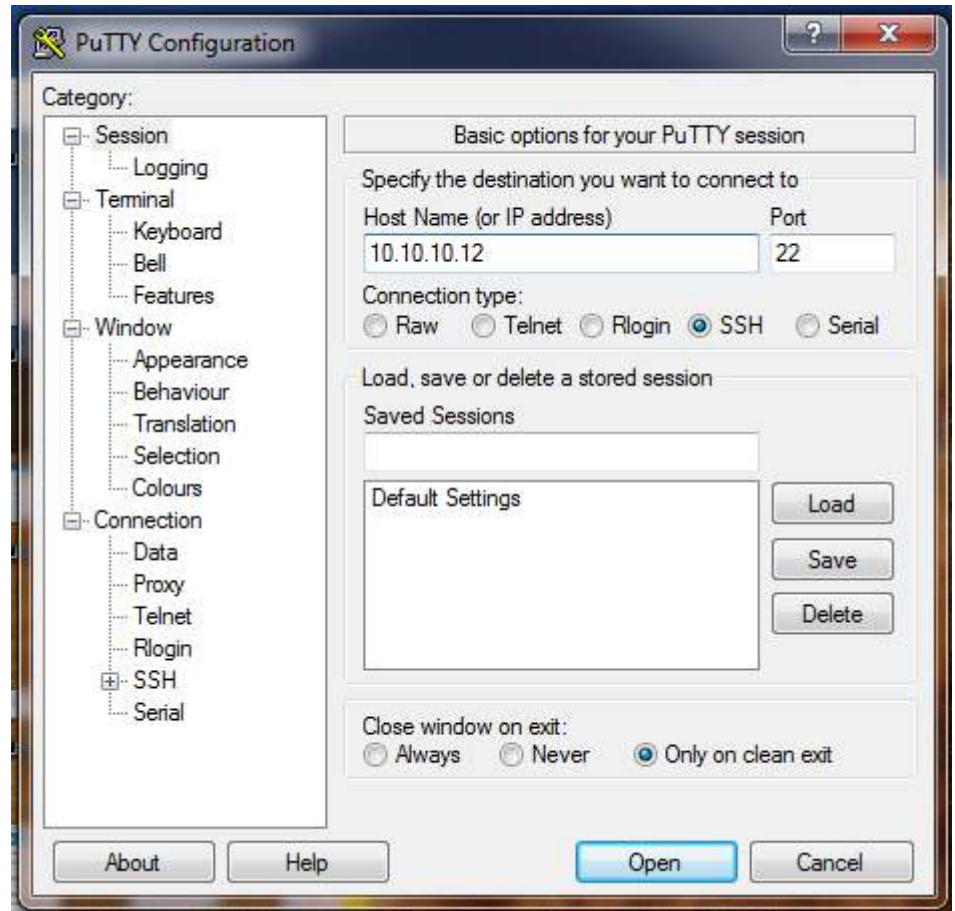 PuTTY Configuration
Category:
Session
Logging
Terminal
Keyboard
Bell
Features
Window
Appearance
Behaviour
Translation
Selection
Colours
Connection
Data
Proxy
Telnet
Rlogin
SSH
Serial
Basic options for your PuTTY session
Specify the destination you want to connect to
Host Name (or IP address) Port
10.10.10.12 22
Connection type:
Raw Telnet Rlogin SSH Serial
Load, save or delete a stored session
Saved Sessions
Default Settings
Load
Save
Delete
Close window on exit:
Always Never Only on clean exit
About Help Open Cancel